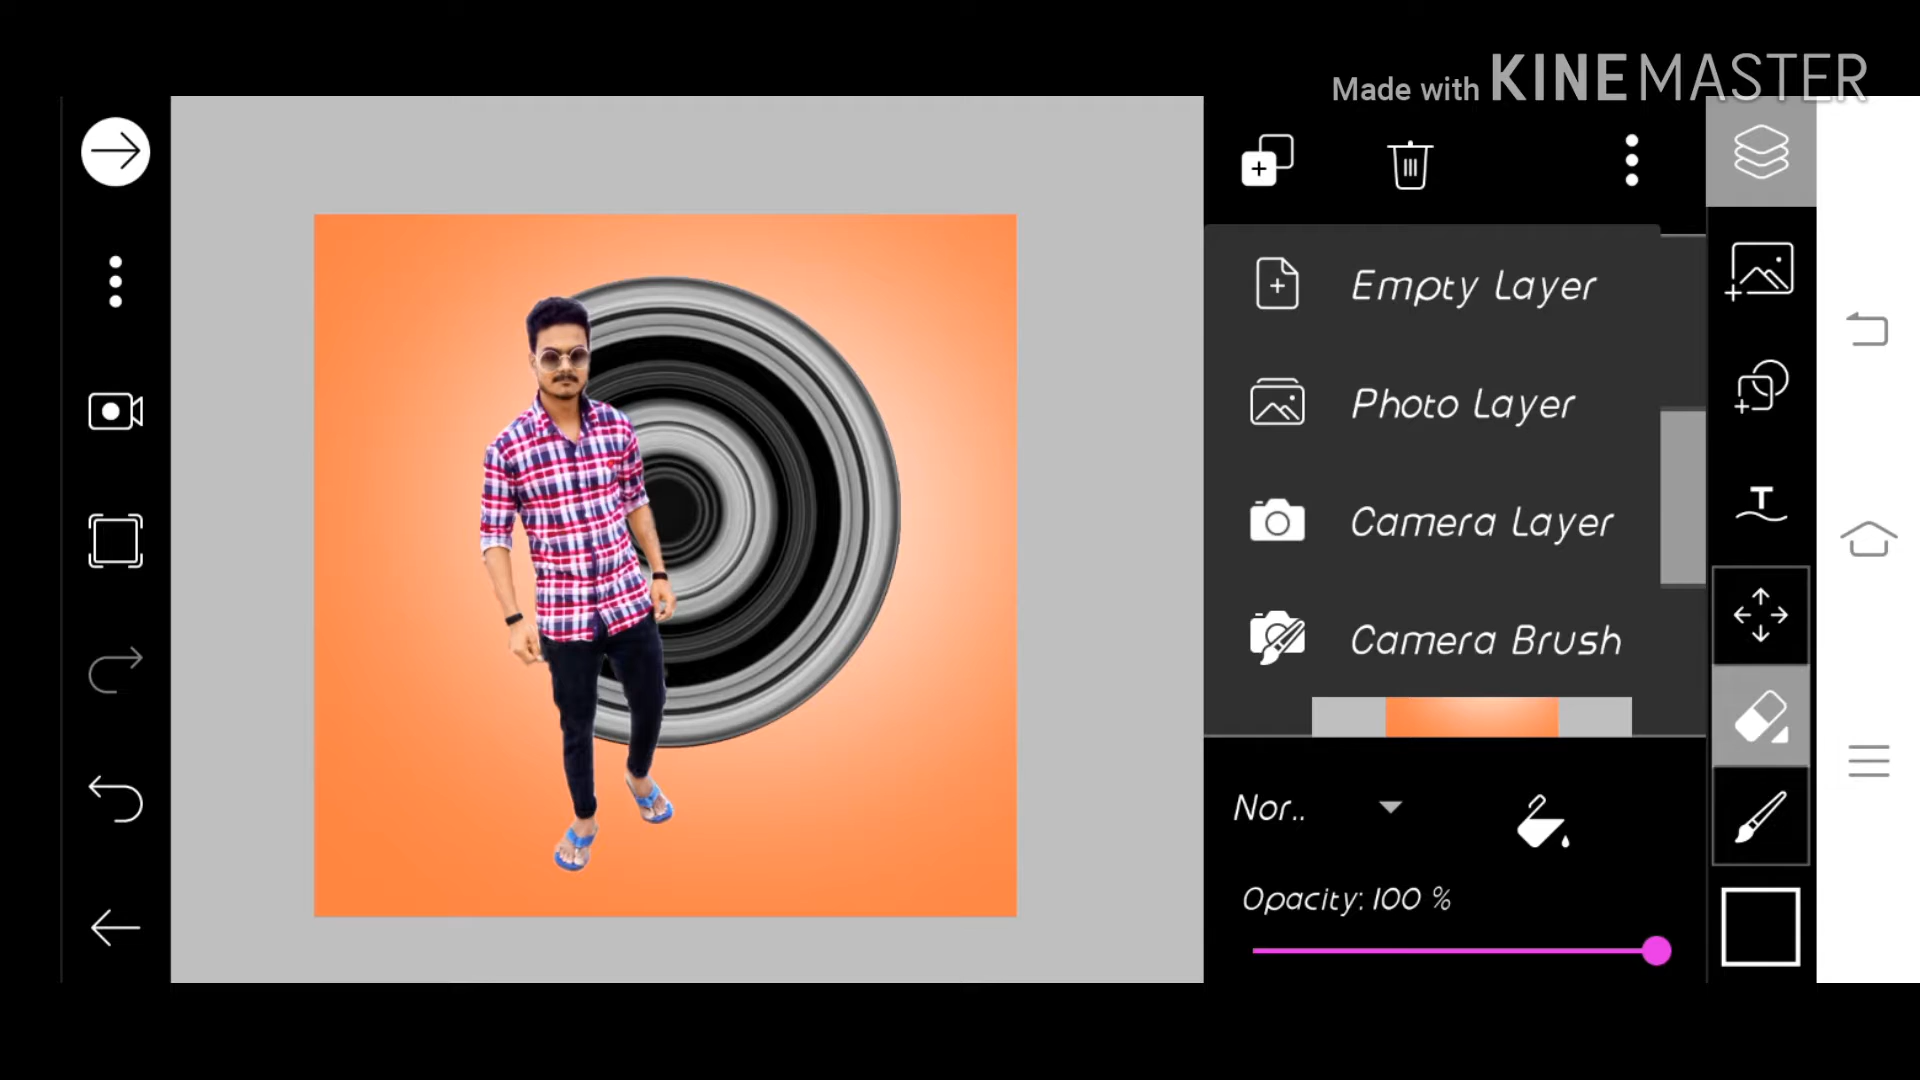 Made with KINEMASTER
Empty Layer
Photo Layer
Camera Layer
Camera Brush
Nor..
Opacity: 100 %